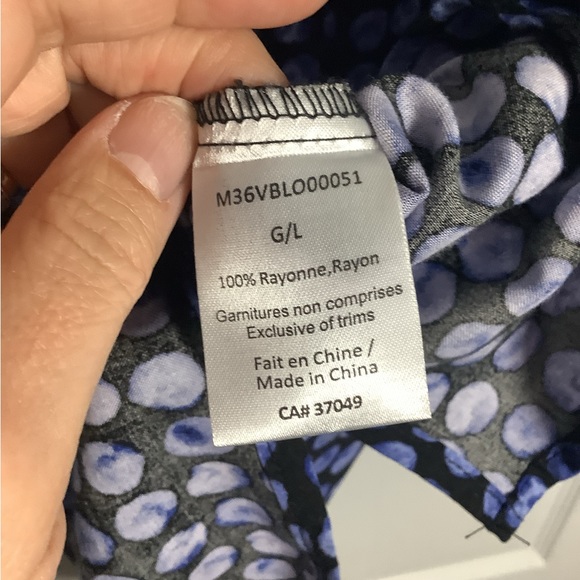 M36VBLO00051
G/L
100% Rayonne,Rayon
Garnitures non comprises
Exclusive of trims
Fait en Chine /
Made in China
CA# 37049